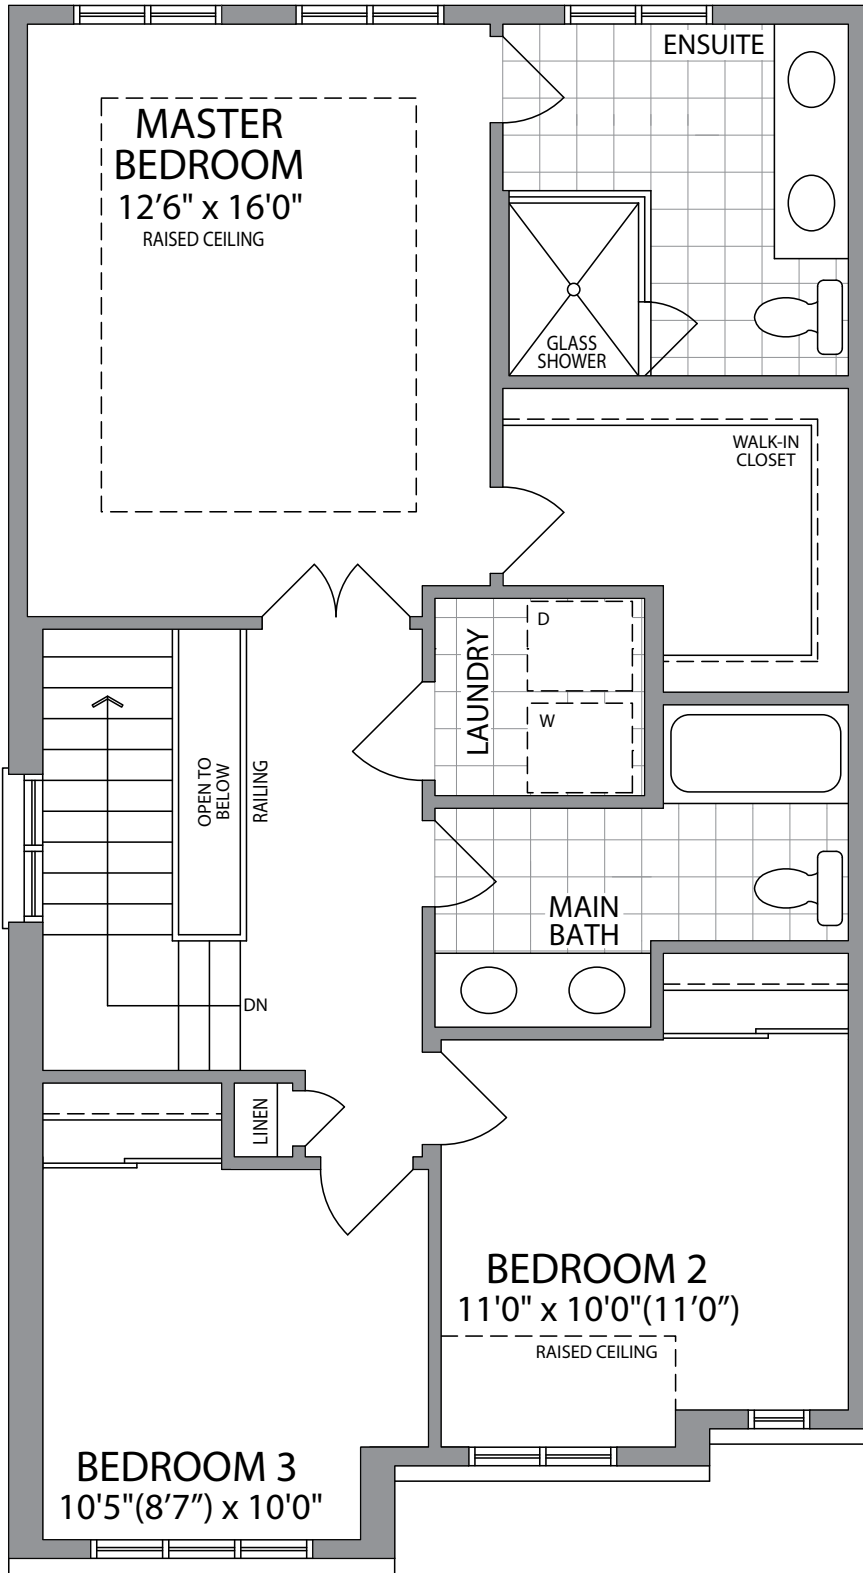 ENSUITE
MASTER
BEDROOM
12’6" x 16'0"
RAISED CEILING
GLASS
SHOWER
WALK-IN
CLOSET
LAUNDRY
D
W
OPEN TO
BELOW
RAILING
MAIN
BATH
DN
LINEN
BEDROOM 2
11'0" x 10'0"(11’0”)
RAISED CEILING
BEDROOM 3
10'5"(8’7”) x 10'0"